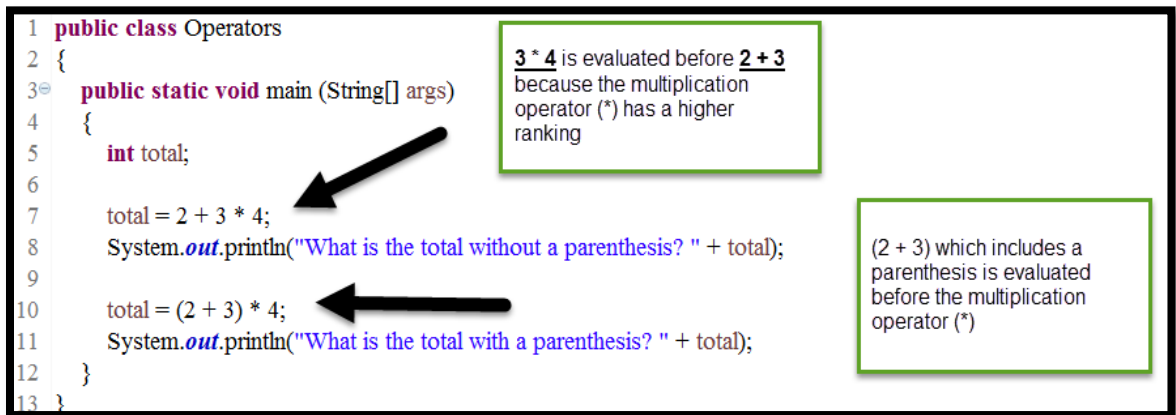 1 public class Operators
2 {
3 public static void main (String[] args)
4 {
5 int total;
6
7 total = 2 + 3 * 4;
8 System.out.println("What is the total without a parenthesis? " + total);
9
10 total = (2 + 3) * 4;
11 System.out.println("What is the total with a parenthesis? " + total);
12 }
13 }
3 * 4 is evaluated before 2 + 3
because the multiplication
operator (*) has a higher
ranking
(2 + 3) which includes a
parenthesis is evaluated
before the multiplication
operator (*)